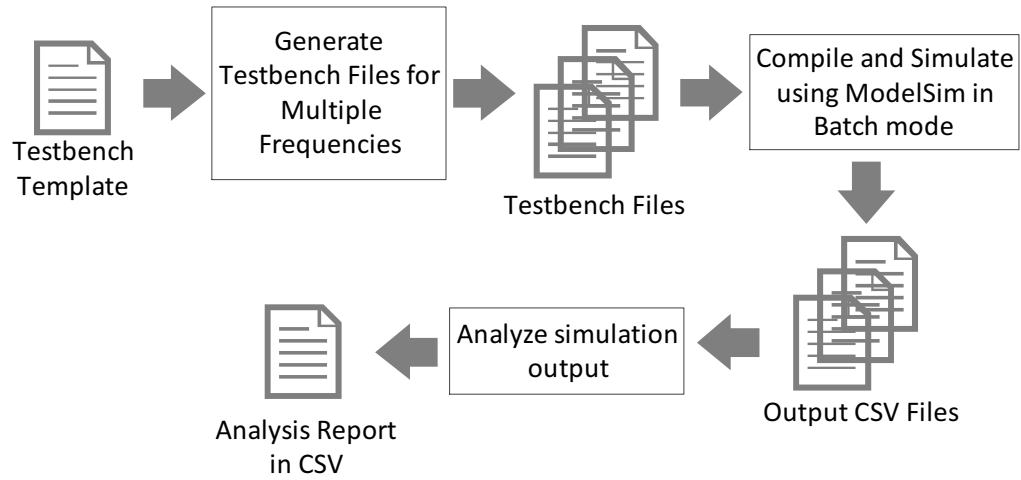 Testbench
Template
Generate
Testbench Files for
Multiple
Frequencies
Testbench Files
Compile and Simulate
using ModelSim in
Batch mode
Output CSV Files
Analyze simulation
output
Analysis Report
in CSV